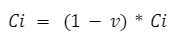 Ci = (1 − v) * Ci